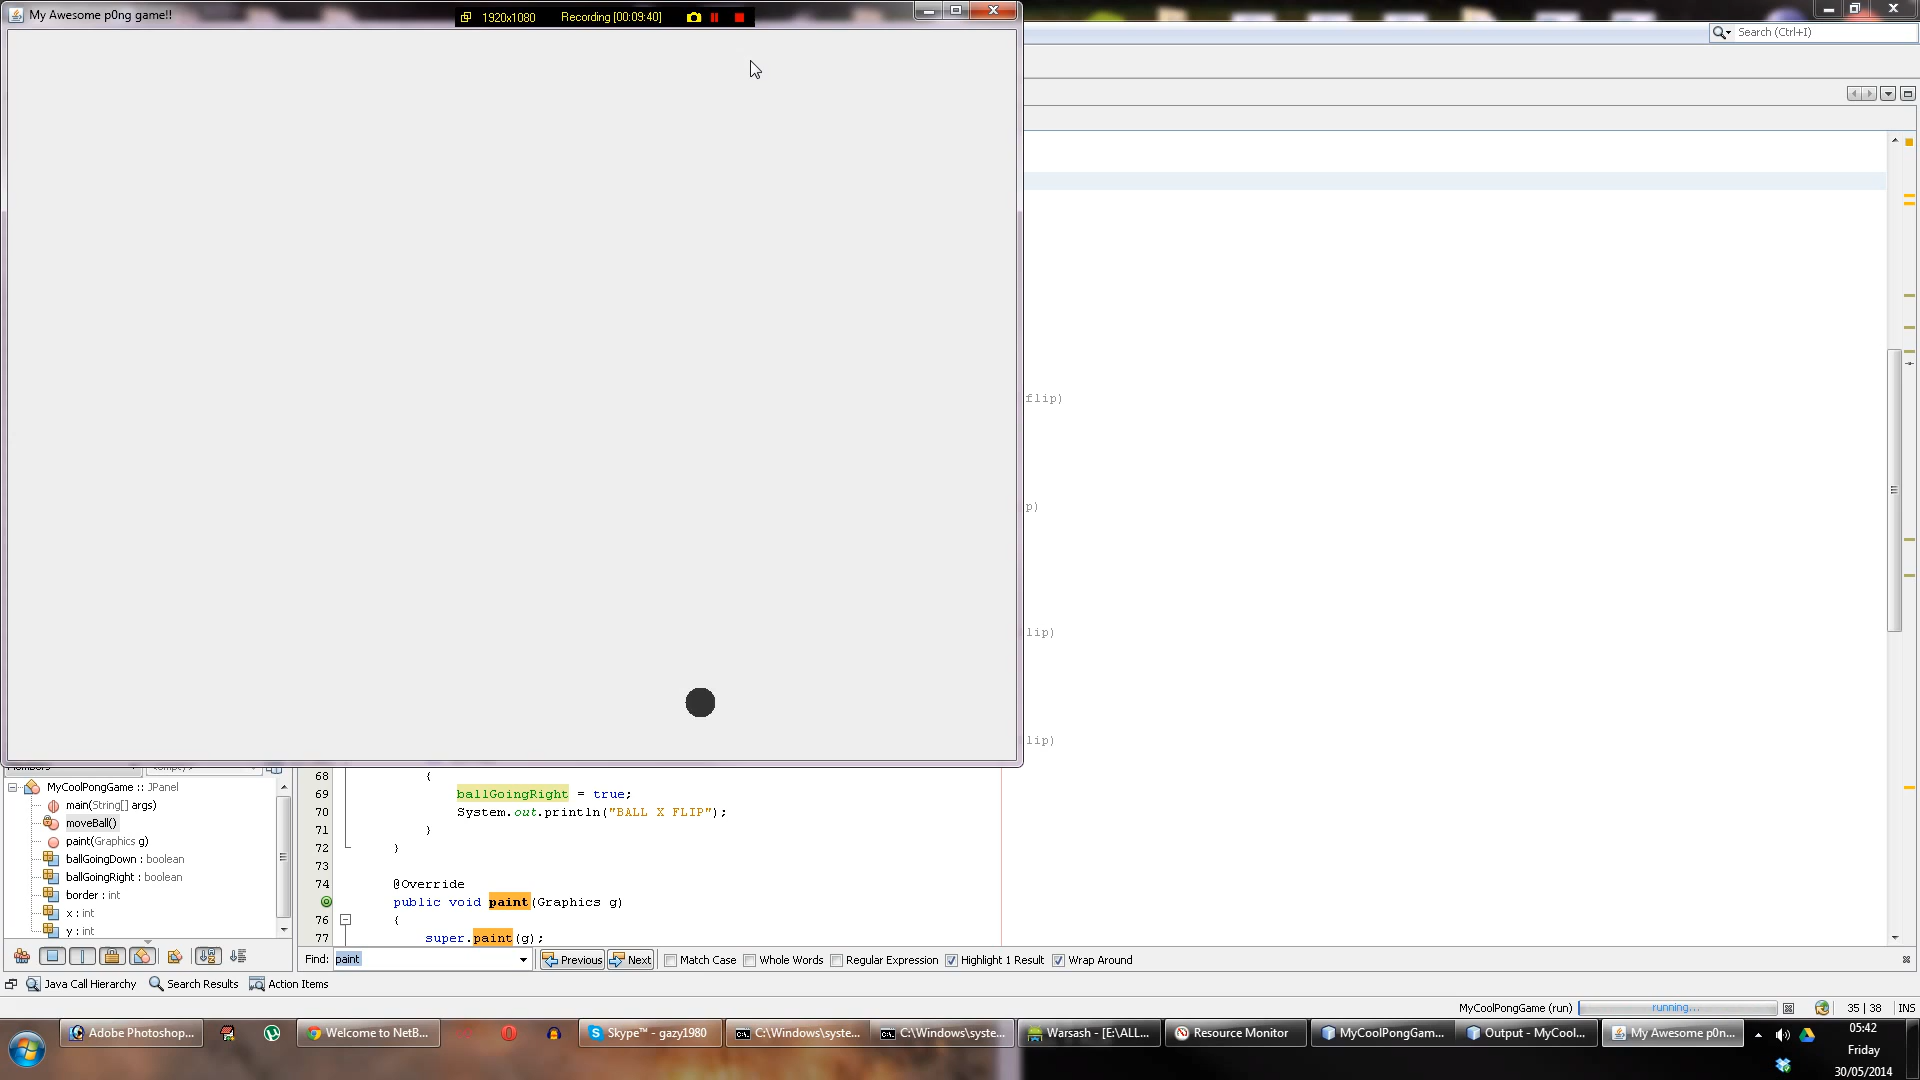 My Awesome p0ng game!!
1920x1080 Recording [00:09:40]
Search (Ctrl+I)
flip)
p)
lip)
lip)
MyCoolPongGame :: JPanel
main(String[] args)
moveBall()
paint(Graphics g)
ballGoingDown : boolean
ballGoingRight : boolean
border : int
x : int
y : int
68 {
69 ballGoingRight = true;
70 System.out.println("BALL X FLIP");
71 }
72 }
73
74 @Override
public void paint(Graphics g)
76 {
77 super.paint(g);
Find: paint Previous Next Match Case Whole Words Regular Expression Highlight 1 Result Wrap Around
Java Call Hierarchy Search Results Action Items
MyCoolPongGame (run) running... 35 | 38 INS
Adobe Photoshop... Welcome to NetB... Skype™ - gazy1980 C:\Windows\syste... C:\Windows\syste... Warsash - [E:\ALL... Resource Monitor MyCoolPongGam... Output - MyCool... My Awesome p0n...
05:42
Friday
30/05/2014